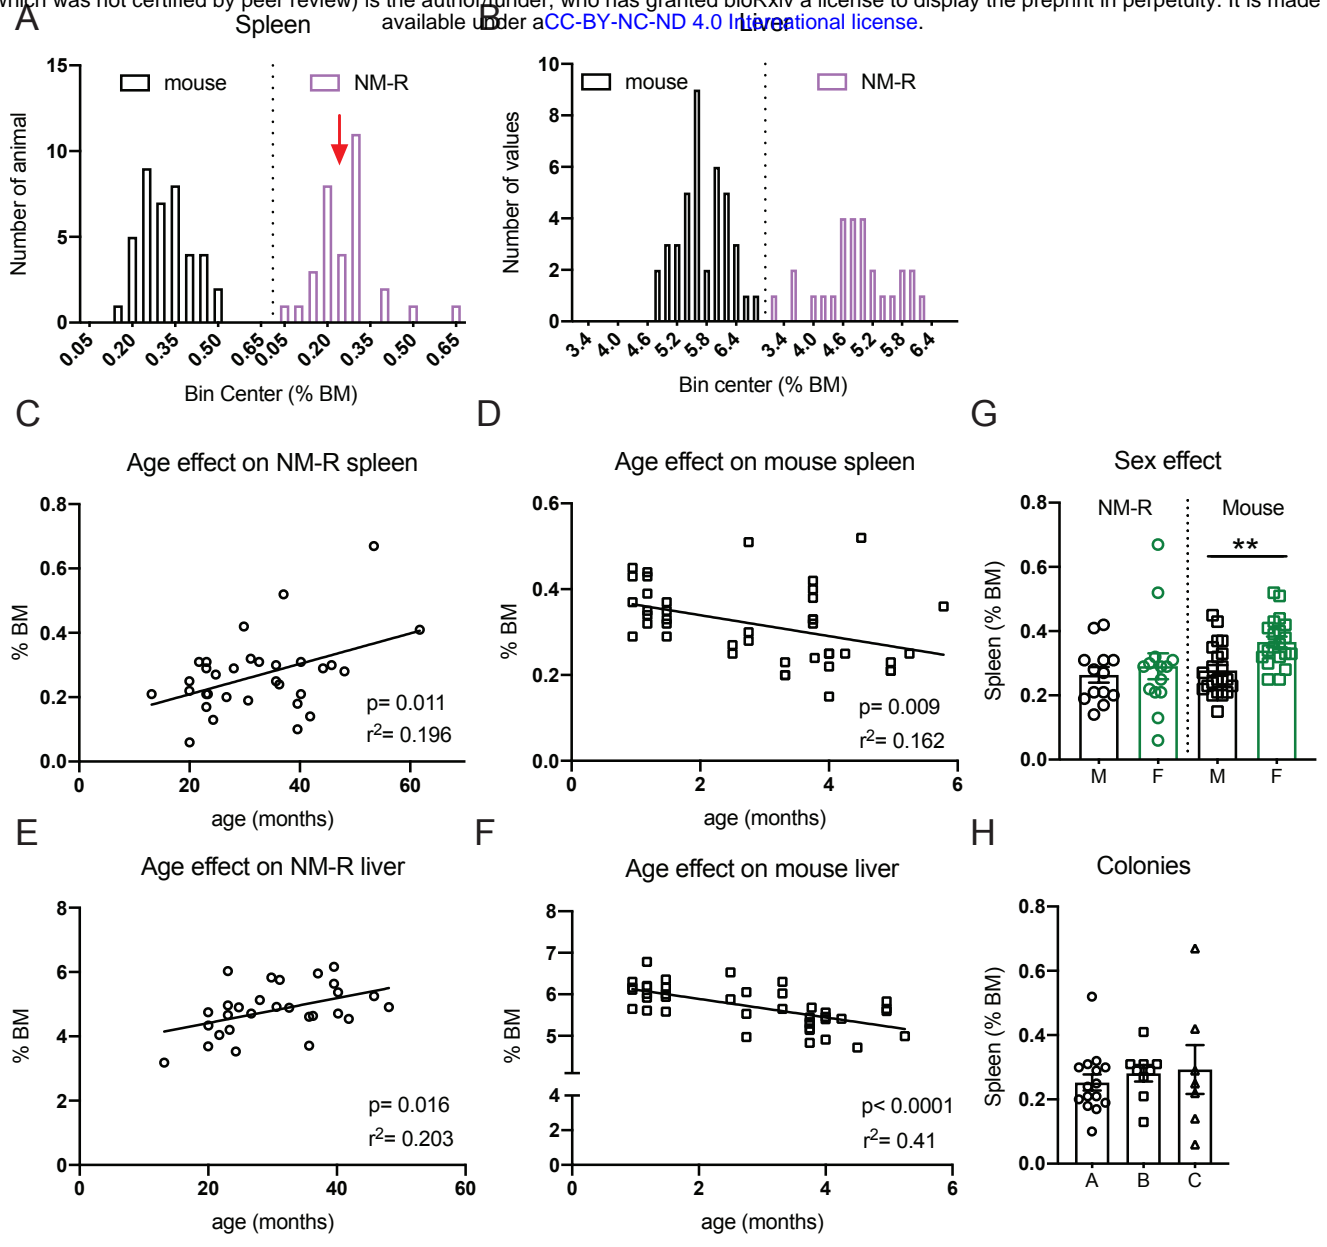 which was not certified by peer review) is the author/funder, who has granted bioRxiv a license to display the preprint in perpetuity. It is made
available under aCC-BY-NC-ND 4.0 International license.
A
Spleen
B
Liver
15
10
5
0
Number of animal
mouse
NM-R
0.05 0.20 0.35 0.50 0.65 0.05 0.20 0.35 0.50 0.65
Bin Center (% BM)
10
8
6
4
2
0
Number of values
mouse
NM-R
3.4 4.0 4.6 5.2 5.8 6.4 3.4 4.0 4.6 5.2 5.8 6.4
Bin center (% BM)
C
Age effect on NM-R spleen
0.8
0.6
0.4
0.2
0.0
% BM
p= 0.011
r2= 0.196
0 20 40 60
age (months)
D
Age effect on mouse spleen
0.6
0.4
0.2
0.0
% BM
p= 0.009
r2= 0.162
0 2 4 6
age (months)
G
Sex effect
0.8
0.6
0.4
0.2
0.0
Spleen (% BM)
NM-R
Mouse
**
M F M F
E
Age effect on NM-R liver
8
6
4
2
0
% BM
p= 0.016
r2= 0.203
0 20 40 60
age (months)
F
Age effect on mouse liver
8
7
6
5
4
2
0
% BM
p< 0.0001
r2= 0.41
0 2 4 6
age (months)
H
Colonies
0.8
0.6
0.4
0.2
0.0
Spleen (% BM)
A B C